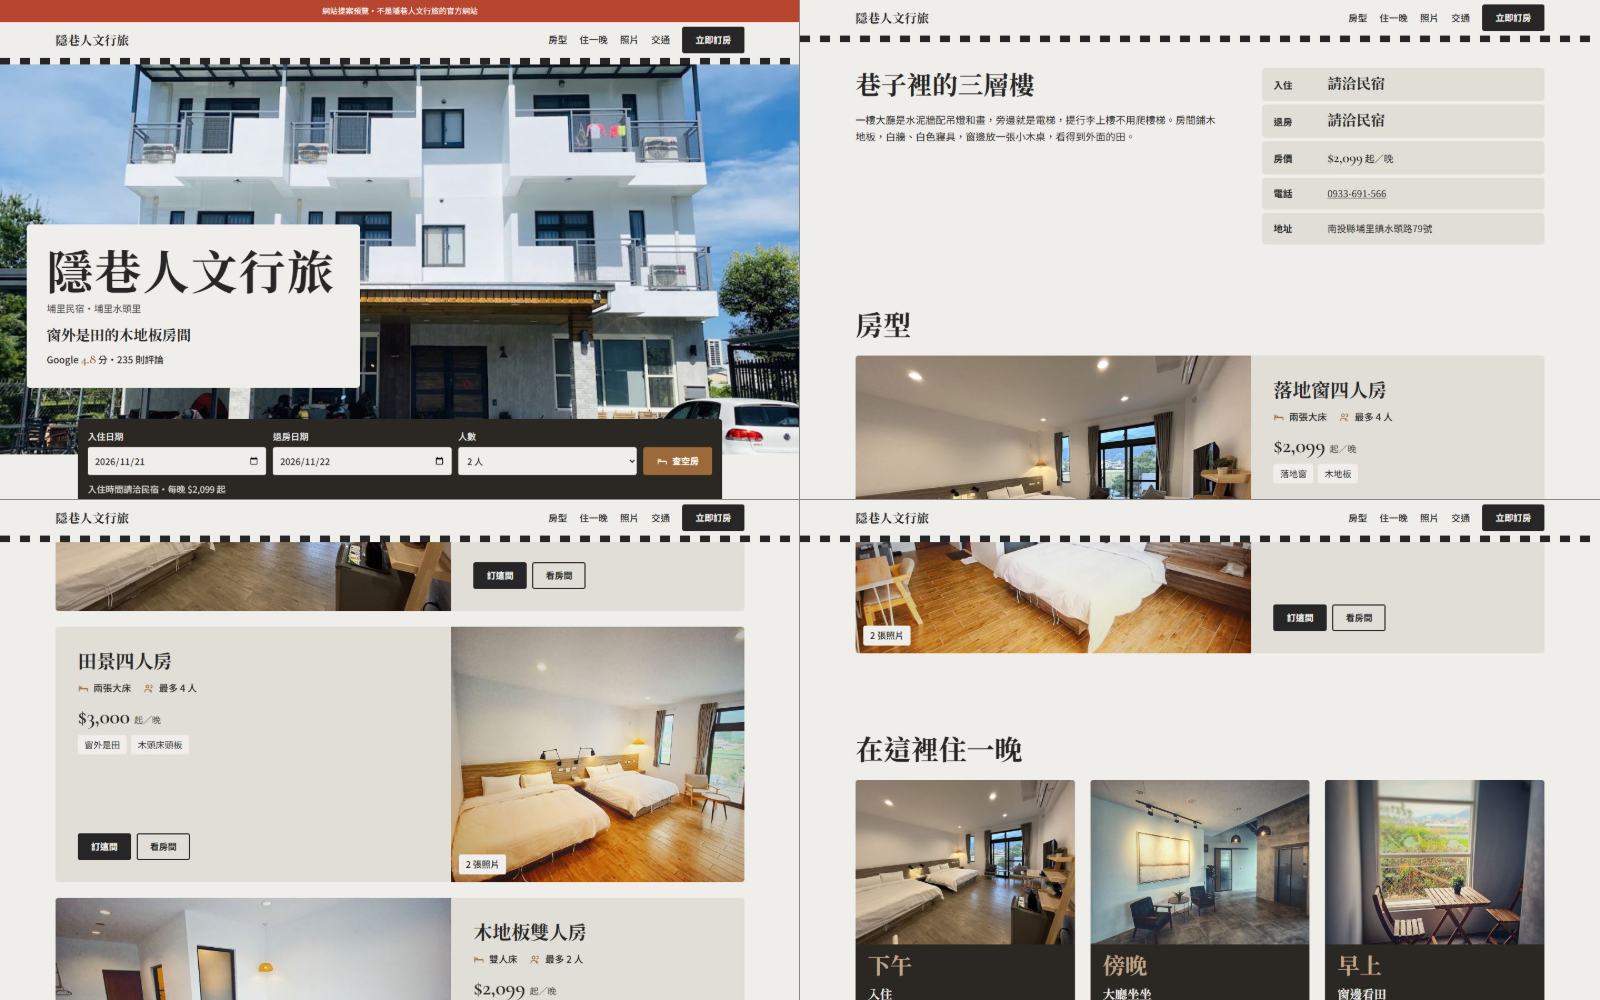 網站提案預覽・不是隱巷人文行旅的官方網站
隱巷人文行旅
房型 住一晚 照片 交通 立即訂房
隱巷人文行旅
埔里民宿・埔里水頭里
窗外是田的木地板房間
Google 4.8 分・235 則評論
入住日期 退房日期 人數
2026/11/21 2026/11/22 2 人 查空房
入住時間請洽民宿・每晚 $2,099 起
隱巷人文行旅
房型 住一晚 照片 交通 立即訂房
巷子裡的三層樓
一樓大廳是水泥牆配吊燈和畫，旁邊就是電梯，提行李上樓不用爬樓梯。房間鋪木
地板，白牆、白色寢具，窗邊放一張小木桌，看得到外面的田。
入住 請洽民宿
退房 請洽民宿
房價 $2,099 起／晚
電話 0933-691-566
地址 南投縣埔里鎮水頭路79號
房型
落地窗四人房
兩張大床 最多 4 人
$2,099 起／晚
落地窗 木地板
隱巷人文行旅
房型 住一晚 照片 交通 立即訂房
訂這間 看房間
田景四人房
兩張大床 最多 4 人
$3,000 起／晚
窗外是田 木頭床頭板
訂這間 看房間
2 張照片
木地板雙人房
雙人床 最多 2 人
$2,099 起／晚
隱巷人文行旅
房型 住一晚 照片 交通 立即訂房
2 張照片
訂這間 看房間
在這裡住一晚
下午
入住
傍晚
大廳坐坐
早上
窗邊看田